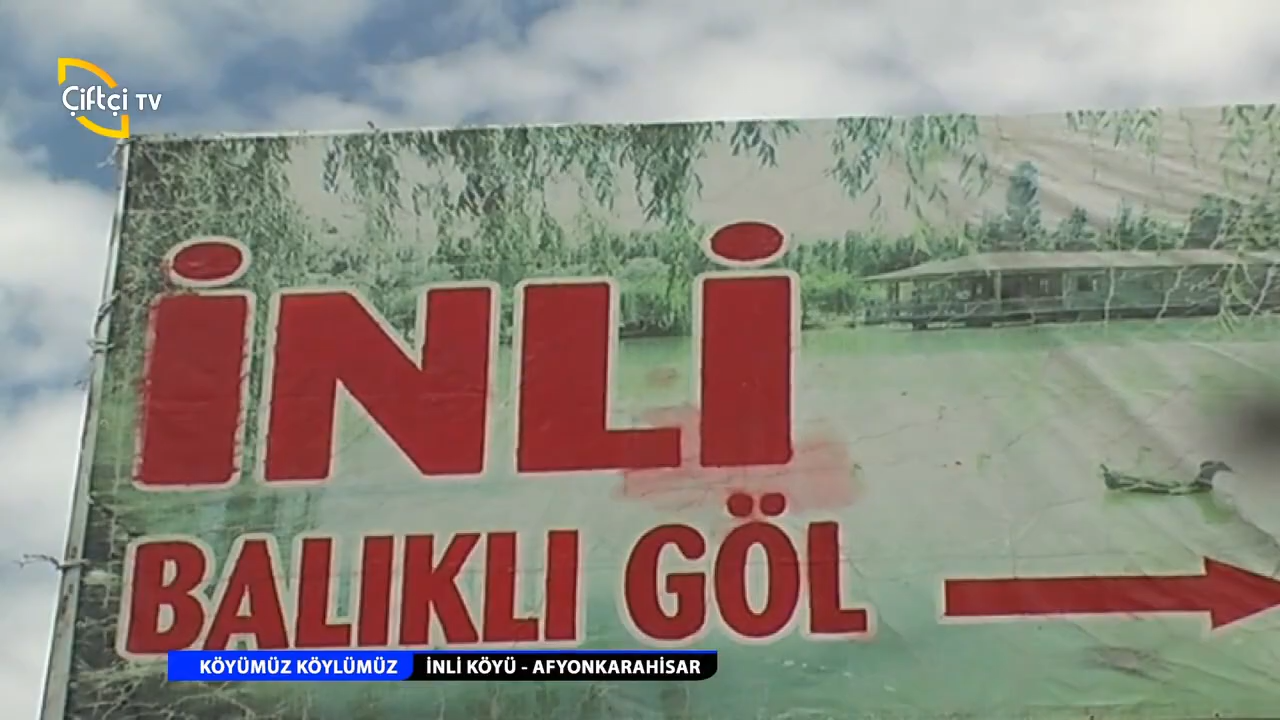 Çiftçi TV
İNLİ
BALIKLI GÖL
KÖYÜMÜZ KÖYLÜMÜZ İNLİ KÖYÜ - AFYONKARAHİSAR